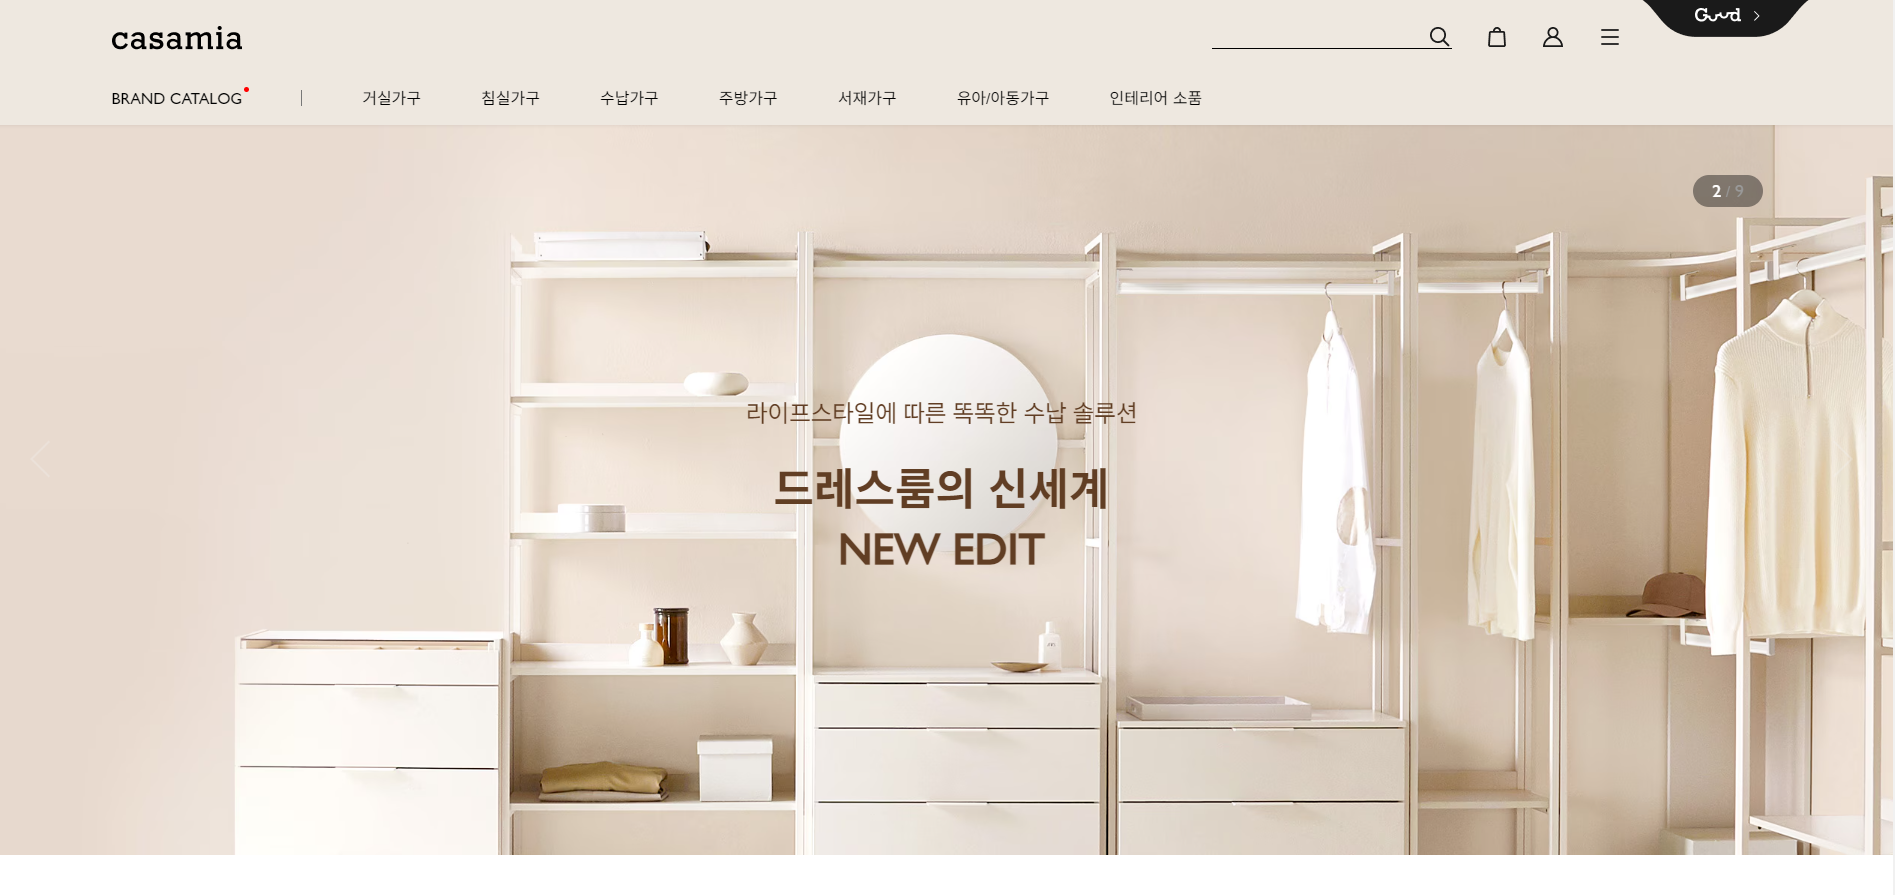 casamia
Guud
BRAND CATALOG
거실가구
침실가구
수납가구
주방가구
서재가구
유아/아동가구
인테리어 소품
2 / 9
라이프스타일에 따른 똑똑한 수납 솔루션
드레스룸의 신세계
NEW EDIT